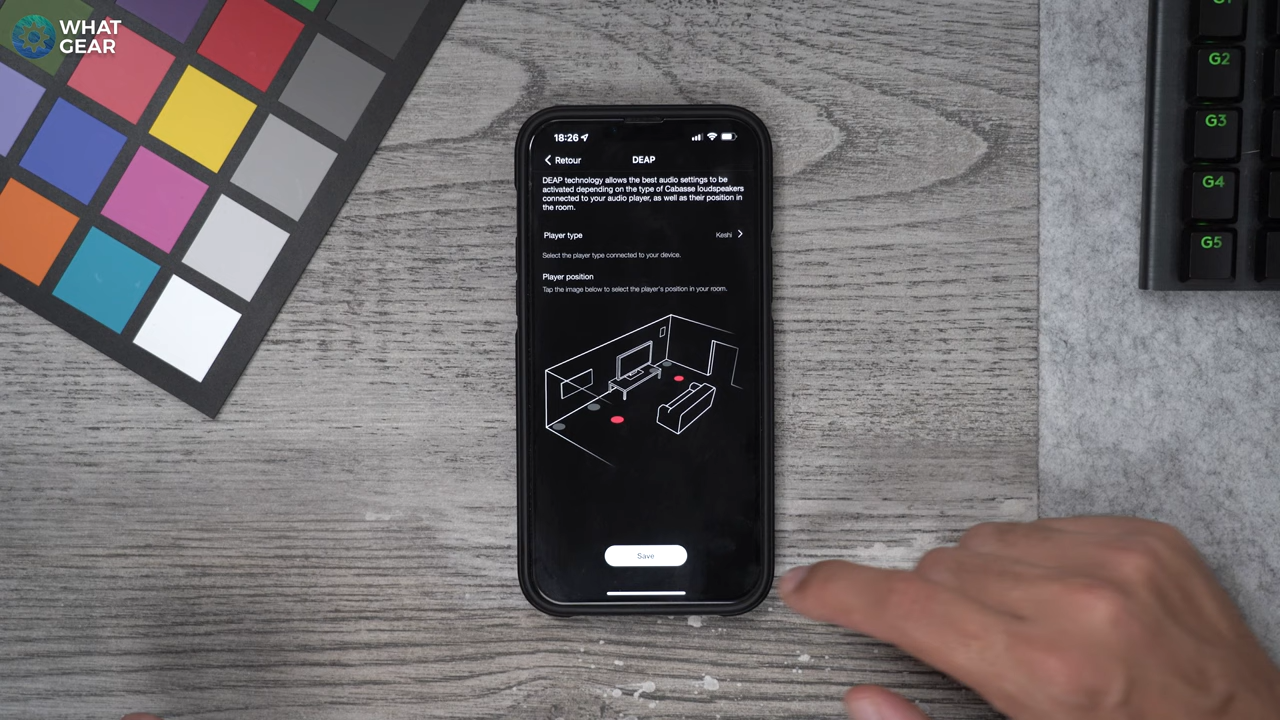 WHAT
GEAR
18:26
Retour
DEAP
DEAP technology allows the best audio settings to be
activated depending on the type of Cabasse loudspeakers
connected to your audio player, as well as their position in
the room.
Player type
Keshi
Select the player type connected to your device.
Player position
Tap the image below to select the player's position in your room.
Save
G1
G2
G3
G4
G5